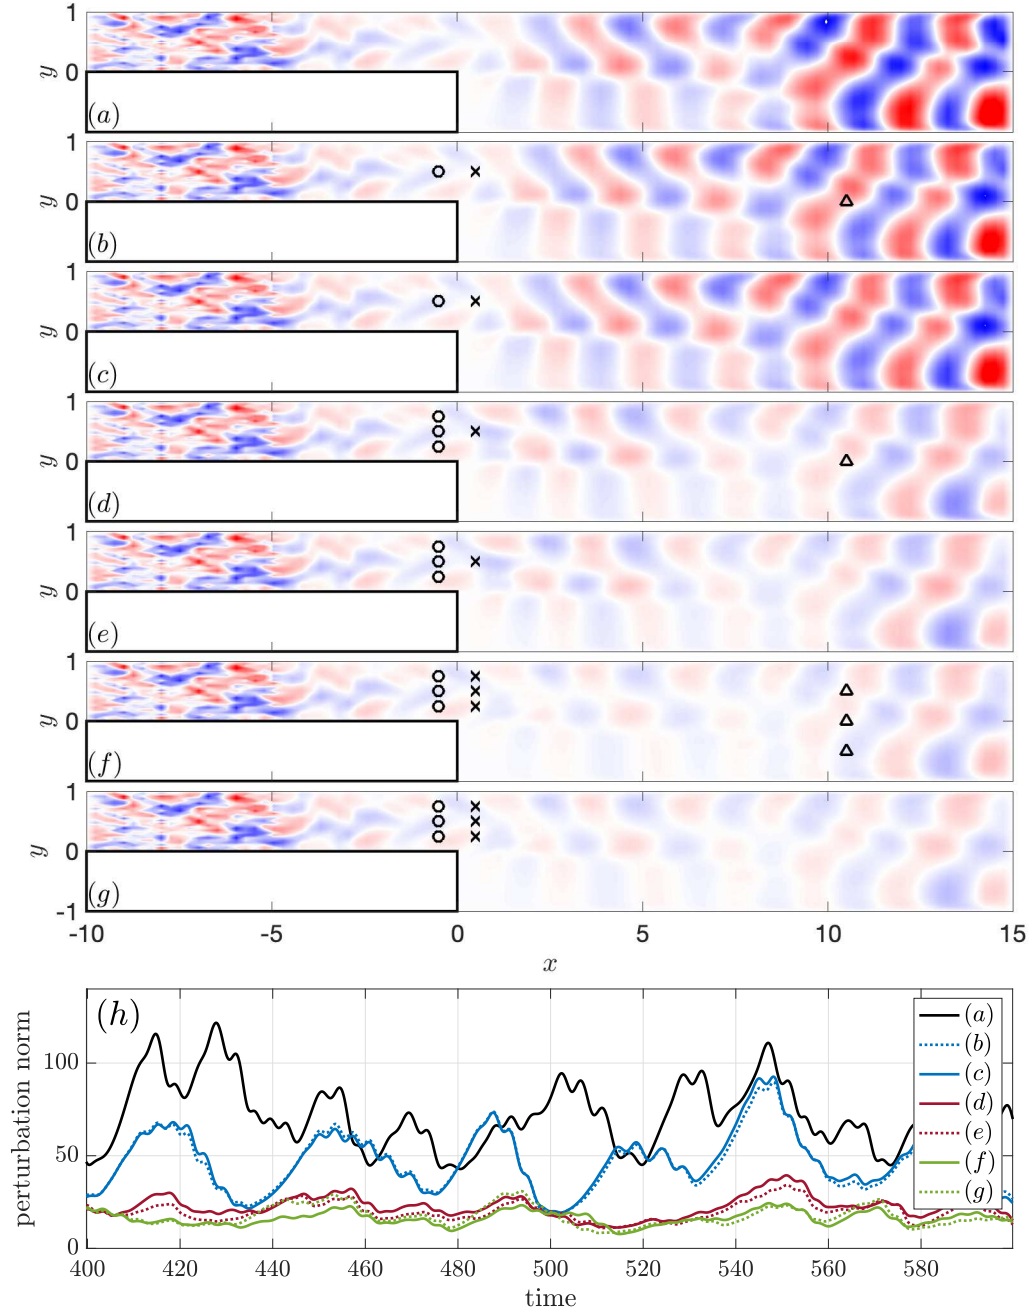 1
y 0
(a)
1
y 0
(b)
1
y 0
(c)
1
y 0
(d)
1
y 0
(e)
1
y 0
(f)
1
y 0
(g)
-1
-10 -5 0 5 10 15
x
(h)
perturbation norm
100
50
0
(a)
(b)
(c)
(d)
(e)
(f)
(g)
400 420 440 460 480 500 520 540 560 580
time